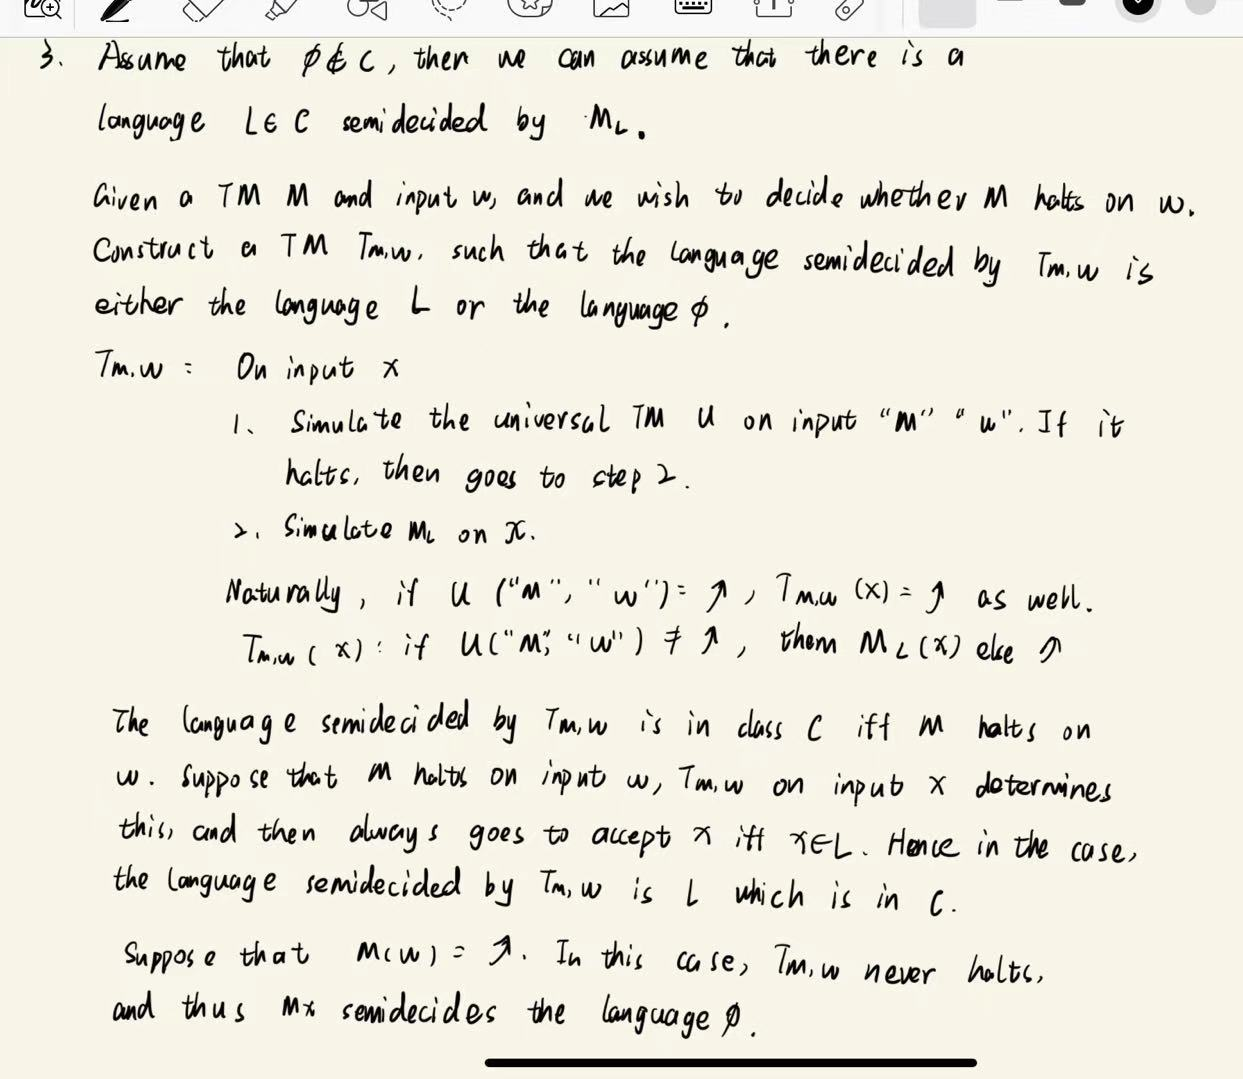 3. Assume that ϕ∉C, then we can assume that there is a
language L∈C semidecided by M_L.
Given a TM M and input w, and we wish to decide whether M halts on w.
Construct a TM T_{M,w}, such that the language semidecided by T_{M,w} is
either the language L or the language ϕ.
T_{M,w} : On input x
1. Simulate the universal TM U on input "M" "w". If it
halts, then goes to step 2.
2. Simulate M_L on x.
Naturally, if U ("M", "w") = ↗, T_{M,w} (x) = ↗ as well.
T_{M,w} (x) : if U("M", "w") ≠ ↗, them M_L(x) else ↗
The language semidecided by T_{M,w} is in class C iff M halts on
w. Suppose that M halts on input w, T_{M,w} on input x determines
this, and then always goes to accept x iff x∈L. Hence in the case,
the language semidecided by T_{M,w} is L which is in C.
Suppose that M(w) = ↗. In this case, T_{M,w} never halts,
and thus Mx semidecides the language ϕ.